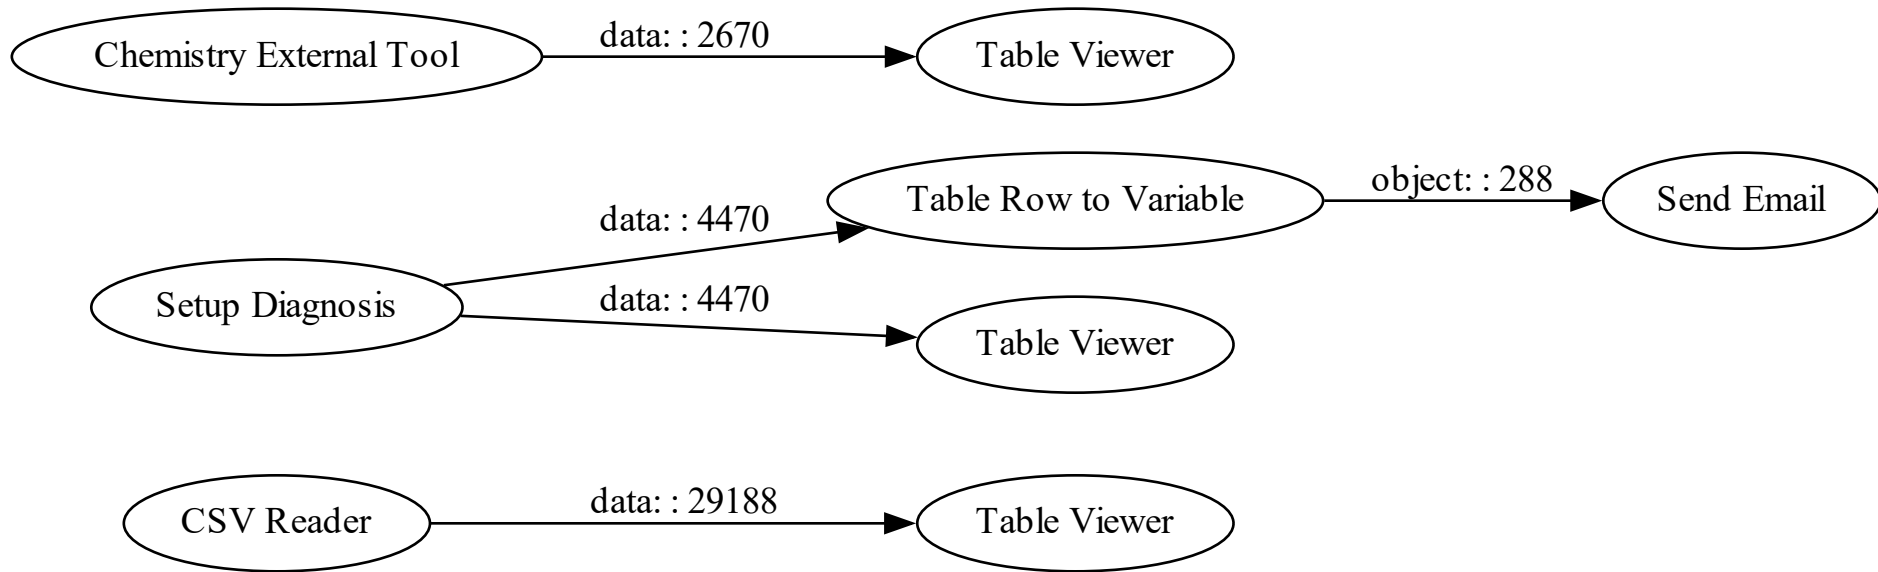 Chemistry External Tool
data: : 2670
Table Viewer
Table Row to Variable
object: : 288
Send Email
data: : 4470
Setup Diagnosis
data: : 4470
Table Viewer
CSV Reader
data: : 29188
Table Viewer